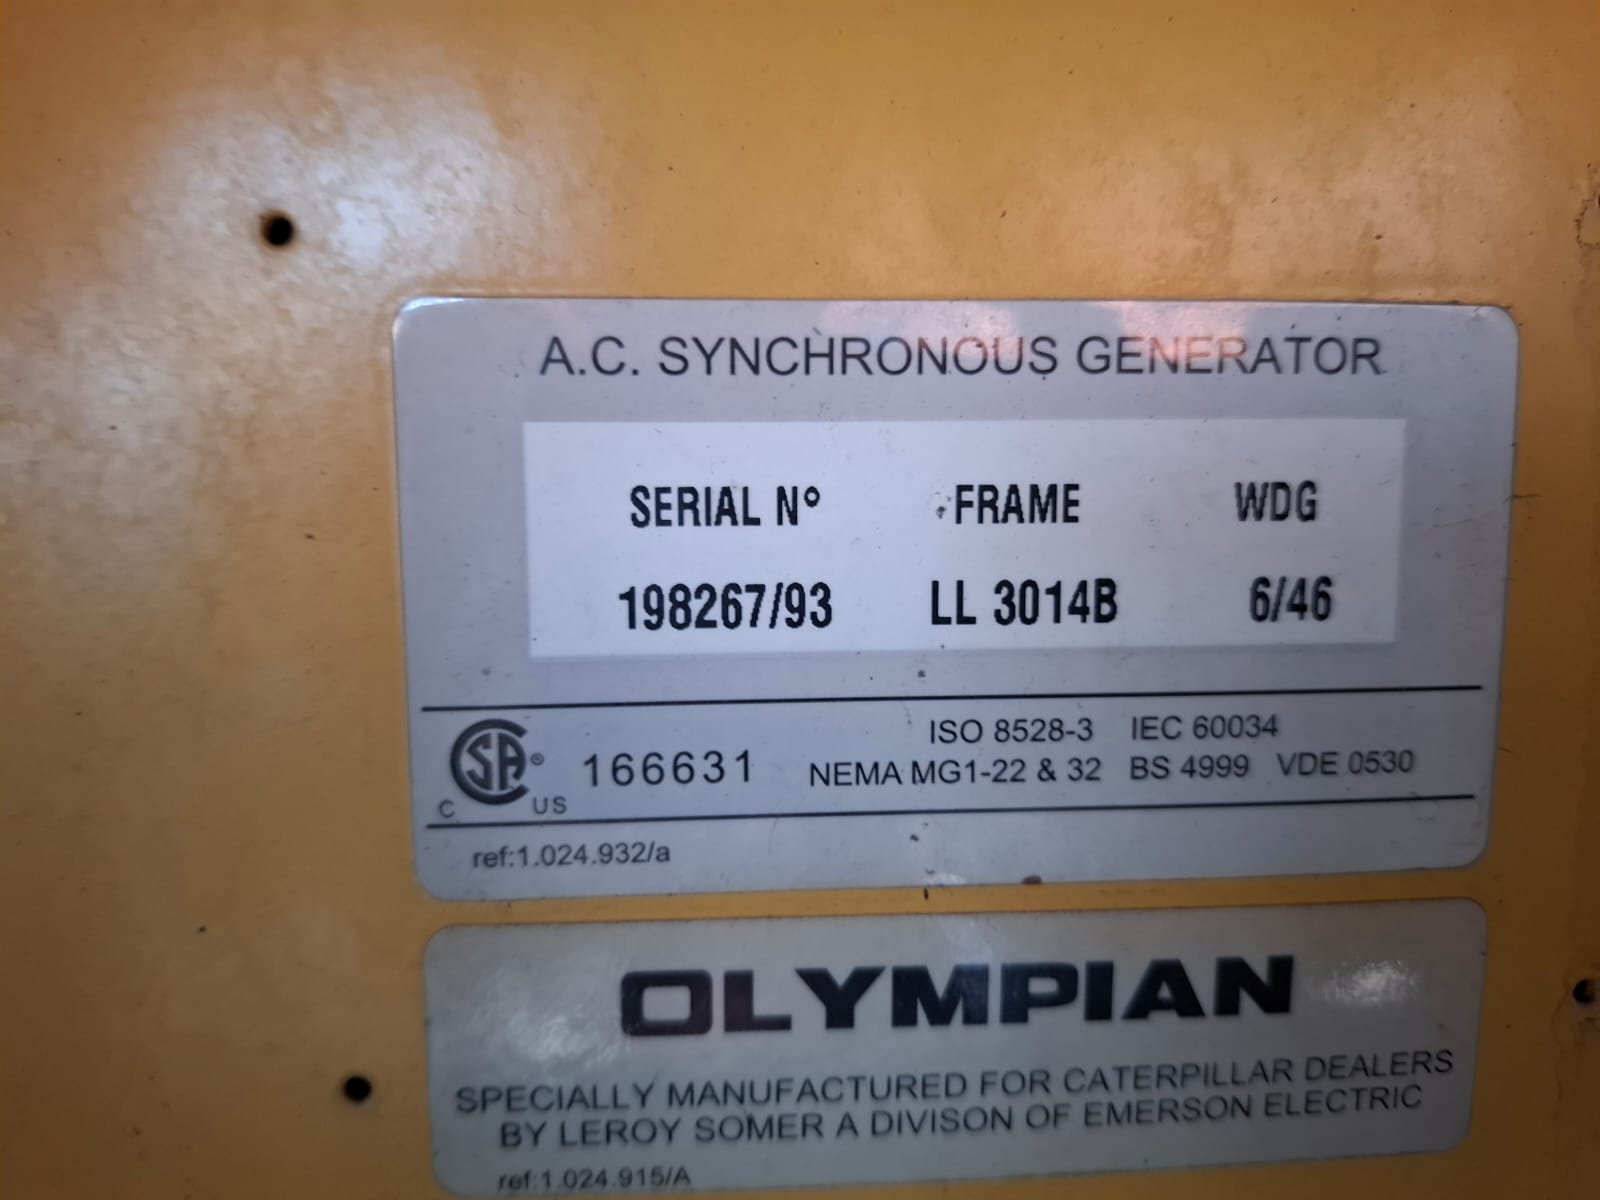 A.C. SYNCHRONOUS GENERATOR
SERIAL Nº FRAME WDG
198267/93 LL 3014B 6/46
ISO 8528-3 IEC 60034
CSA ® 166631 NEMA MG1-22 & 32 BS 4999 VDE 0530
C US
ref:1.024.932/a
OLYMPIAN
SPECIALLY MANUFACTURED FOR CATERPILLAR DEALERS
BY LEROY SOMER A DIVISON OF EMERSON ELECTRIC
ref:1.024.915/A